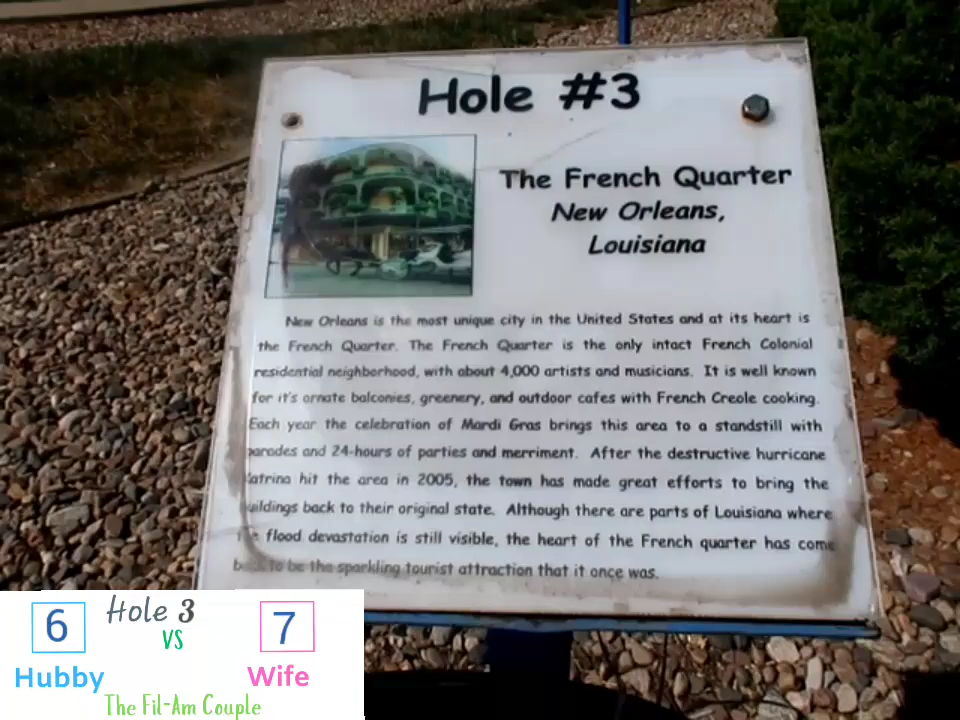 Hole #3
The French Quarter
New Orleans,
Louisiana
New Orleans is the most unique city in the United States and at its heart is
the French Quarter. The French Quarter is the only intact French Colonial
residential neighborhood, with about 4,000 artists and musicians. It is well known
for it's ornate balconies, greenery, and outdoor cafes with French Creole cooking.
Each year the celebration of Mardi Gras brings this area to a standstill with
parades and 24-hours of parties and merriment. After the destructive hurricane
Katrina hit the area in 2005, the town has made great efforts to bring the
buildings back to their original state. Although there are parts of Louisiana where
the flood devastation is still visible, the heart of the French quarter has come
back to be the sparkling tourist attraction that it once was.
6 Hole 3 7
VS
Hubby Wife
The Fil-Am Couple